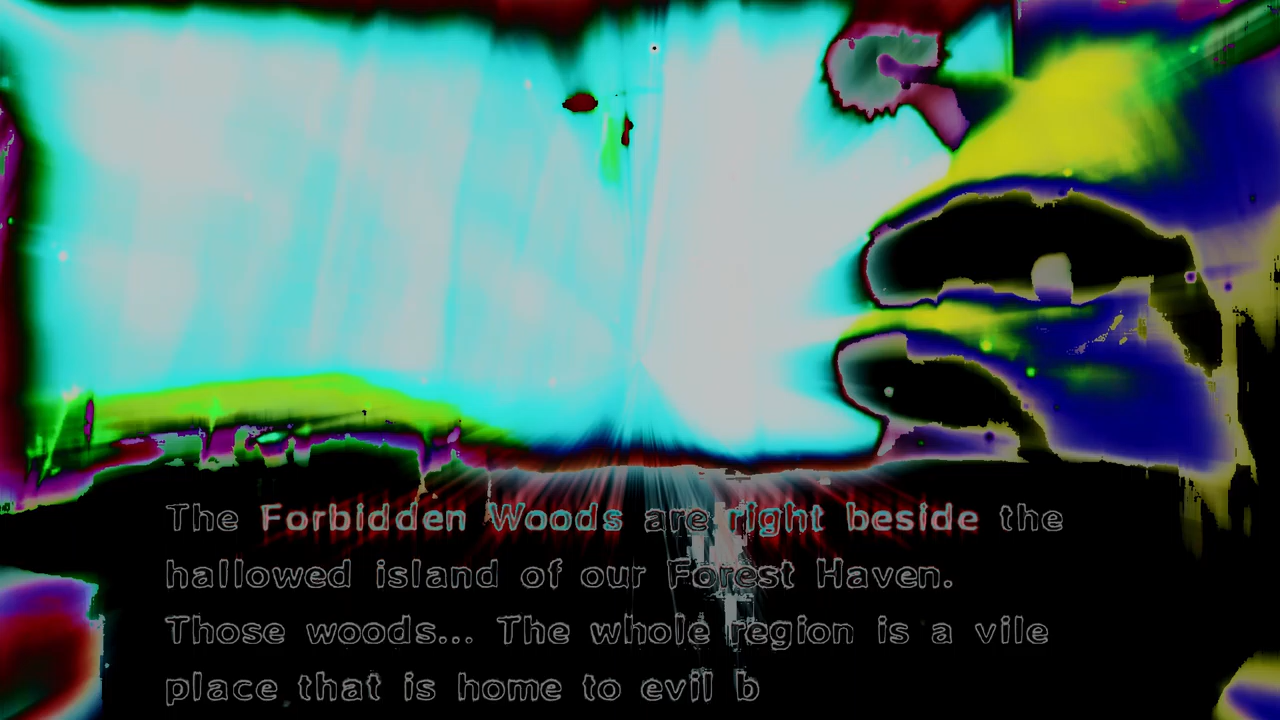 The Forbidden Woods are right beside the
hallowed island of our Forest Haven.
Those woods... The whole region is a vile
place that is home to evil b